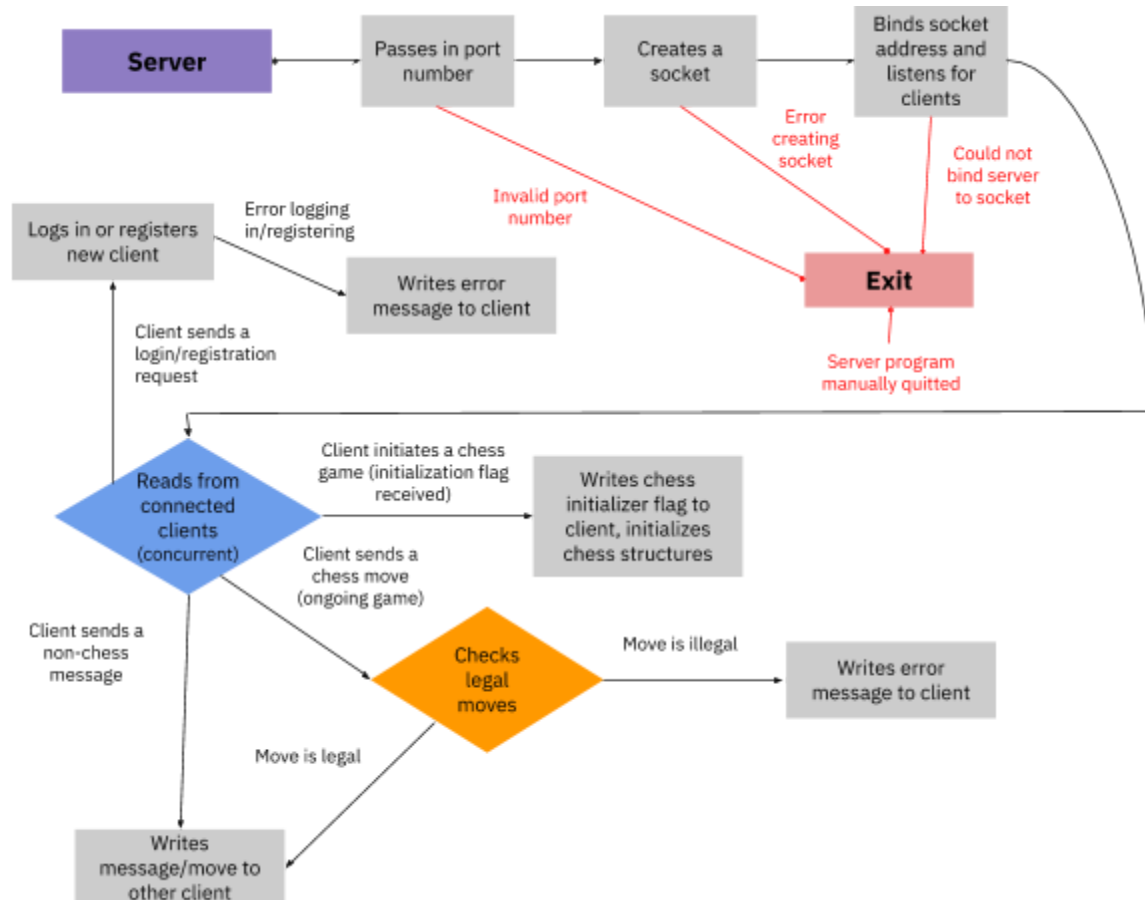 Server
Passes in port
number
Creates a
socket
Binds socket
address and
listens for
clients
Error
creating
socket
Could not
bind server
to socket
Invalid port
number
Logs in or registers
new client
Error logging
in/registering
Writes error
message to client
Exit
Client sends a
login/registration
request
Server program
manually quitted
Reads from
connected
clients
(concurrent)
Client initiates a chess
game (initialization flag
received)
Writes chess
initializer flag to
client, initializes
chess structures
Client sends a
chess move
(ongoing game)
Client sends a
non-chess
message
Checks
legal
moves
Move is illegal
Writes error
message to client
Move is legal
Writes
message/move to
other client